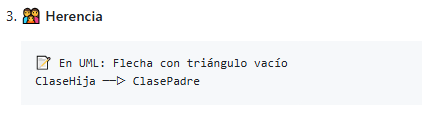 3. 👨‍👩‍👧 Herencia
📝 En UML: Flecha con triángulo vacío
ClaseHija ——▷ ClasePadre